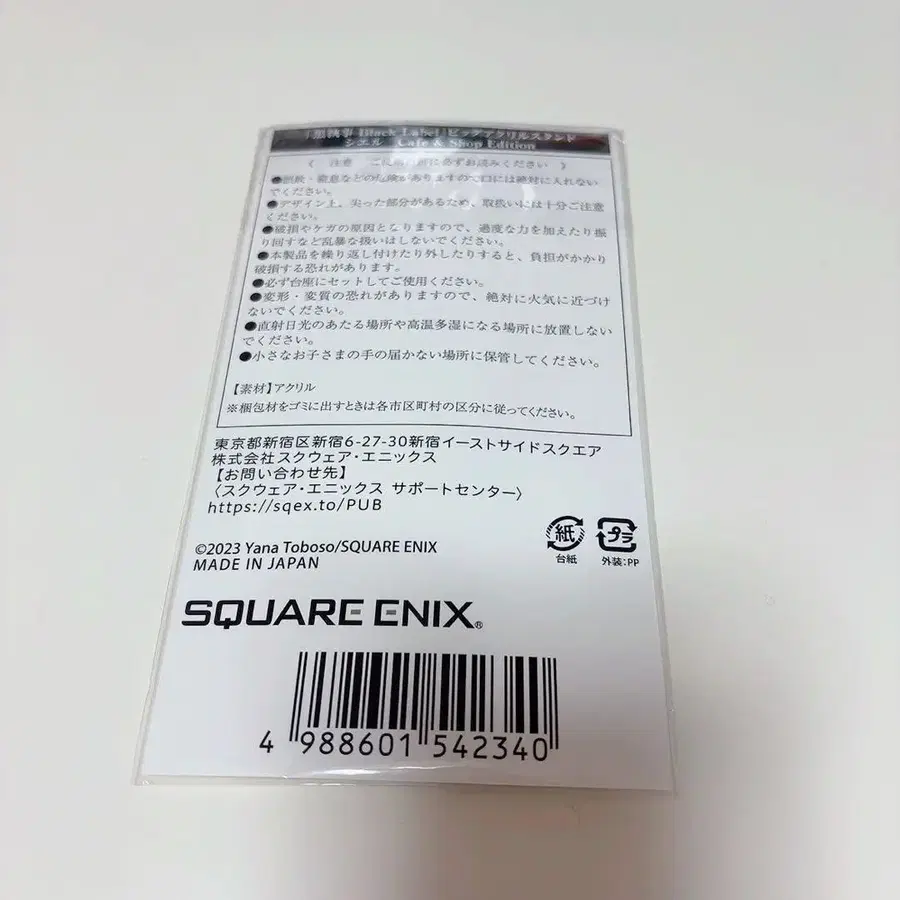 「黒執事 Black Label」ビッグアクリルスタンド
シエル Cafe & Shop Edition
《 注意 ご使用前に必ずお読みください 》
●誤飲・窒息などの危険がありますので口には絶対に入れない
でください。
●デザイン上、尖った部分があるため、取扱いには十分ご注意
ください。
●破損やケガの原因となりますので、過度な力を加えたり振
り回すなど乱暴な扱いはしないでください。
●本製品を繰り返し付けたり外したりすると、負担がかかり
破損する恐れがあります。
●必ず台座にセットしてご使用ください。
●変形・変質の恐れがありますので、絶対に火気に近づけ
ないでください。
●直射日光のあたる場所や高温多湿になる場所に放置しない
でください。
●小さなお子さまの手の届かない場所に保管してください。
【素材】アクリル
※梱包材をゴミに出すときは各市区町村の区分に従ってください。
東京都新宿区新宿6-27-30新宿イーストサイドスクエア
株式会社スクウェア・エニックス
【お問い合わせ先】
〈スクウェア・エニックス サポートセンター〉
https://sqex.to/PUB
©2023 Yana Toboso/SQUARE ENIX
MADE IN JAPAN
紙
台紙
プラ
外装:PP
SQUARE ENIX®
4 988601 542340